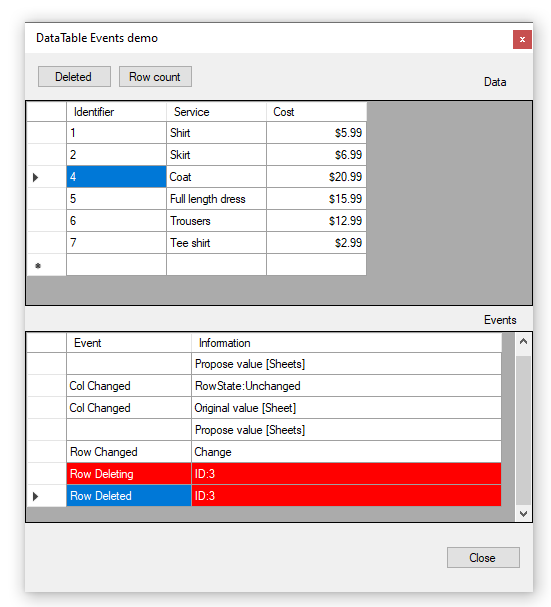 DataTable Events demo
x
Deleted Row count
Data
Identifier Service Cost
1 Shirt $5.99
2 Skirt $6.99
4 Coat $20.99
5 Full length dress $15.99
6 Trousers $12.99
7 Tee shirt $2.99
*
Events
Event Information
Propose value [Sheets]
Col Changed RowState:Unchanged
Col Changed Original value [Sheet]
Propose value [Sheets]
Row Changed Change
Row Deleting ID:3
Row Deleted ID:3
Close